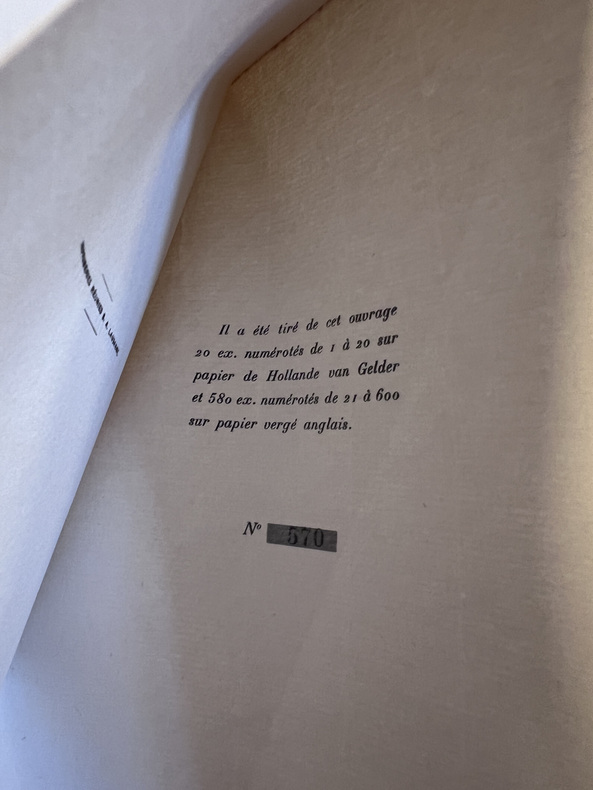 Il a été tiré de cet ouvrage
20 ex. numérotés de 1 à 20 sur
papier de Hollande van Gelder
et 580 ex. numérotés de 21 à 600
sur papier vergé anglais.
Nº 570